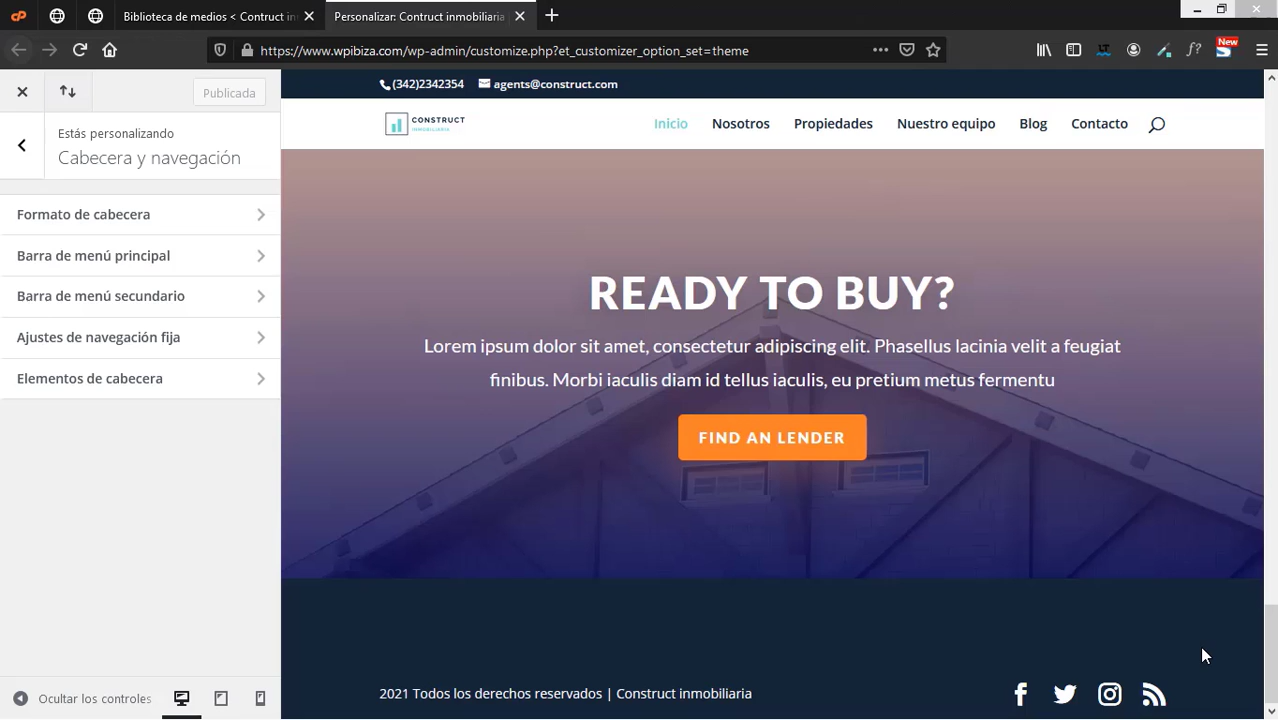 Biblioteca de medios < Contruct in
Personalizar: Contruct inmobiliaria
https://www.wpibiza.com/wp-admin/customize.php?et_customizer_option_set=theme
New
Publicada
Estás personalizando
Cabecera y navegación
Formato de cabecera
Barra de menú principal
Barra de menú secundario
Ajustes de navegación fija
Elementos de cabecera
Ocultar los controles
(342)2342354
agents@construct.com
CONSTRUCT
INMOBILIARIA
Inicio
Nosotros
Propiedades
Nuestro equipo
Blog
Contacto
READY TO BUY?
Lorem ipsum dolor sit amet, consectetur adipiscing elit. Phasellus lacinia velit a feugiat
finibus. Morbi iaculis diam id tellus iaculis, eu pretium metus fermentu
FIND AN LENDER
2021 Todos los derechos reservados | Construct inmobiliaria